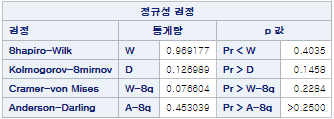 정규성 검정
검정 통계량 p 값
Shapiro-Wilk W 0.969177 Pr < W 0.4035
Kolmogorov-Smirnov D 0.126989 Pr > D 0.1458
Cramer-von Mises W-Sq 0.076604 Pr > W-Sq 0.2284
Anderson-Darling A-Sq 0.453039 Pr > A-Sq >0.2500